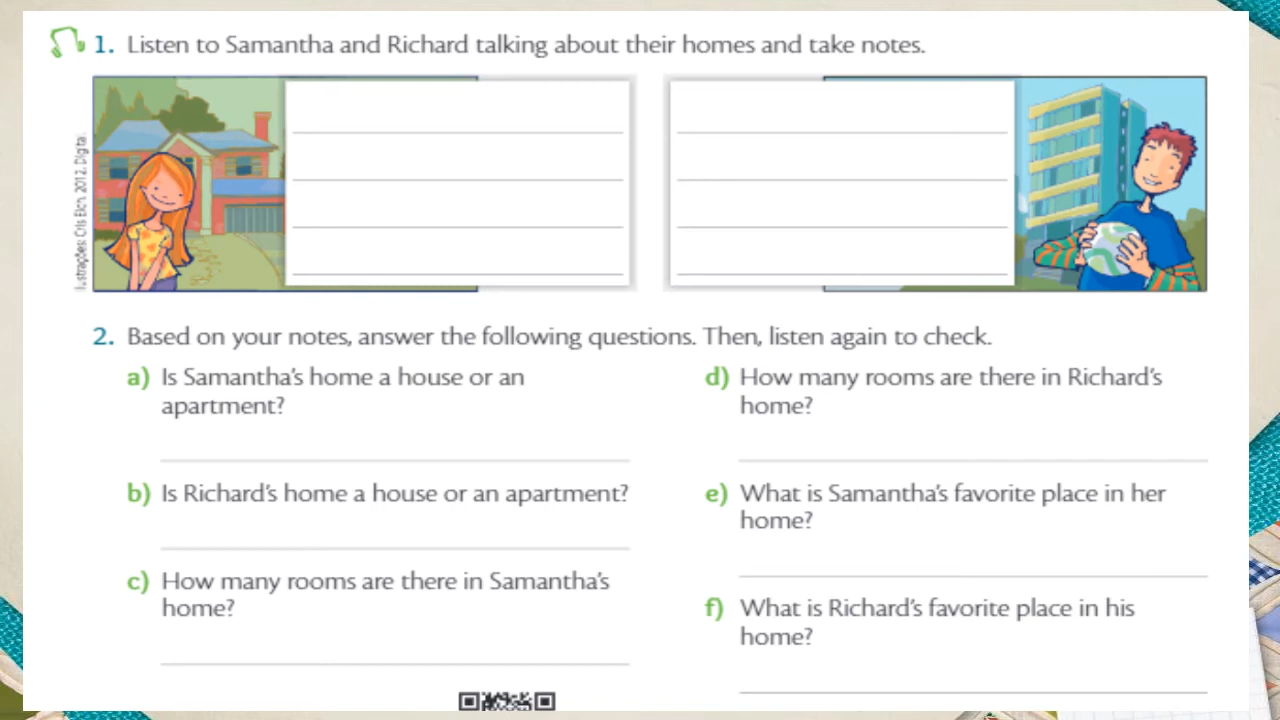 1. Listen to Samantha and Richard talking about their homes and take notes.
Ilustrações: Cris Eich. 2012. Digital.
2. Based on your notes, answer the following questions. Then, listen again to check.
a) Is Samantha's home a house or an
apartment?
b) Is Richard's home a house or an apartment?
c) How many rooms are there in Samantha's
home?
d) How many rooms are there in Richard's
home?
e) What is Samantha's favorite place in her
home?
f) What is Richard's favorite place in his
home?